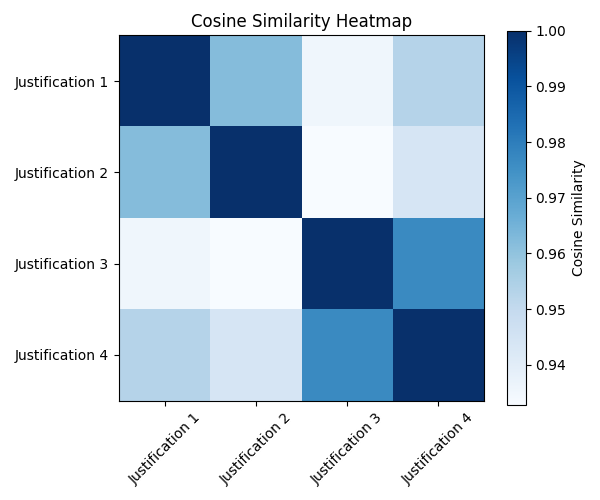 Cosine Similarity Heatmap
Justification 1
Justification 2
Justification 3
Justification 4
Justification 1
Justification 2
Justification 3
Justification 4
1.00
0.99
0.98
0.97
0.96
0.95
0.94
Cosine Similarity